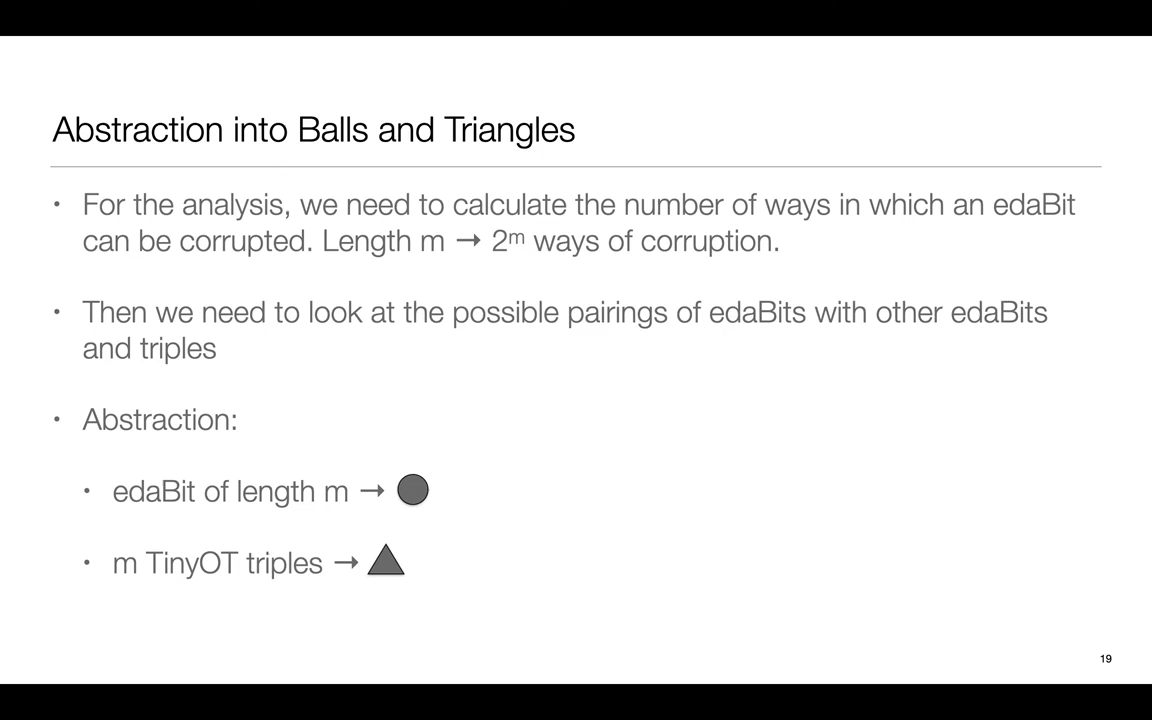 Abstraction into Balls and Triangles
• For the analysis, we need to calculate the number of ways in which an edaBit
can be corrupted. Length m → 2ᵐ ways of corruption.
• Then we need to look at the possible pairings of edaBits with other edaBits
and triples
• Abstraction:
• edaBit of length m →
• m TinyOT triples →
19